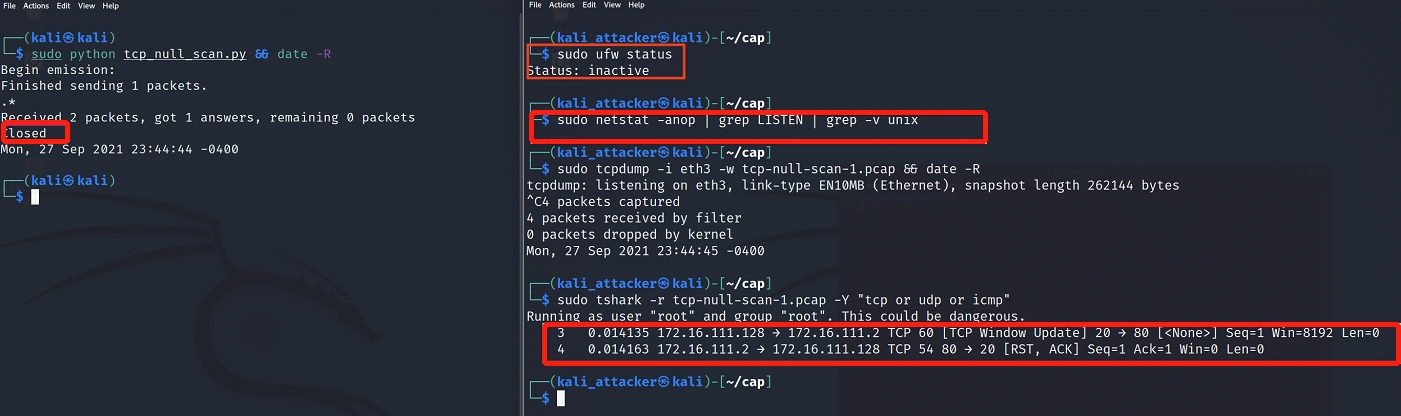 File Actions Edit View Help
┌──(kali㉿kali)
└─$ sudo python tcp_null_scan.py && date -R
Begin emission:
Finished sending 1 packets.
.*
Received 2 packets, got 1 answers, remaining 0 packets
Closed
Mon, 27 Sep 2021 23:44:44 -0400
┌──(kali㉿kali)
└─$
File Actions Edit View Help
┌──(kali_attacker㉿kali)-[~/cap]
└─$ sudo ufw status
Status: inactive
┌──(kali_attacker㉿kali)-[~/cap]
└─$ sudo netstat -anop | grep LISTEN | grep -v unix
┌──(kali_attacker㉿kali)-[~/cap]
└─$ sudo tcpdump -i eth3 -w tcp-null-scan-1.pcap && date -R
tcpdump: listening on eth3, link-type EN10MB (Ethernet), snapshot length 262144 bytes
^C4 packets captured
4 packets received by filter
0 packets dropped by kernel
Mon, 27 Sep 2021 23:44:45 -0400
┌──(kali_attacker㉿kali)-[~/cap]
└─$ sudo tshark -r tcp-null-scan-1.pcap -Y "tcp or udp or icmp"
Running as user "root" and group "root". This could be dangerous.
3 0.014135 172.16.111.128 → 172.16.111.2 TCP 60 [TCP Window Update] 20 → 80 [<None>] Seq=1 Win=8192 Len=0
4 0.014163 172.16.111.2 → 172.16.111.128 TCP 54 80 → 20 [RST, ACK] Seq=1 Ack=1 Win=0 Len=0
┌──(kali_attacker㉿kali)-[~/cap]
└─$